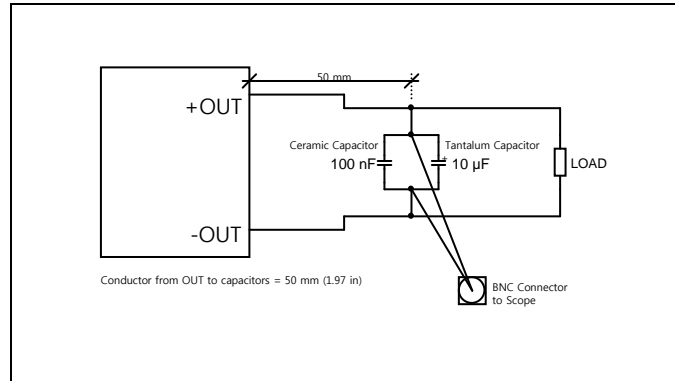 50 mm
+OUT
Ceramic Capacitor
100 nF
Tantalum Capacitor
+
10 µF
LOAD
-OUT
Conductor from OUT to capacitors = 50 mm (1.97 in)
BNC Connector
to Scope